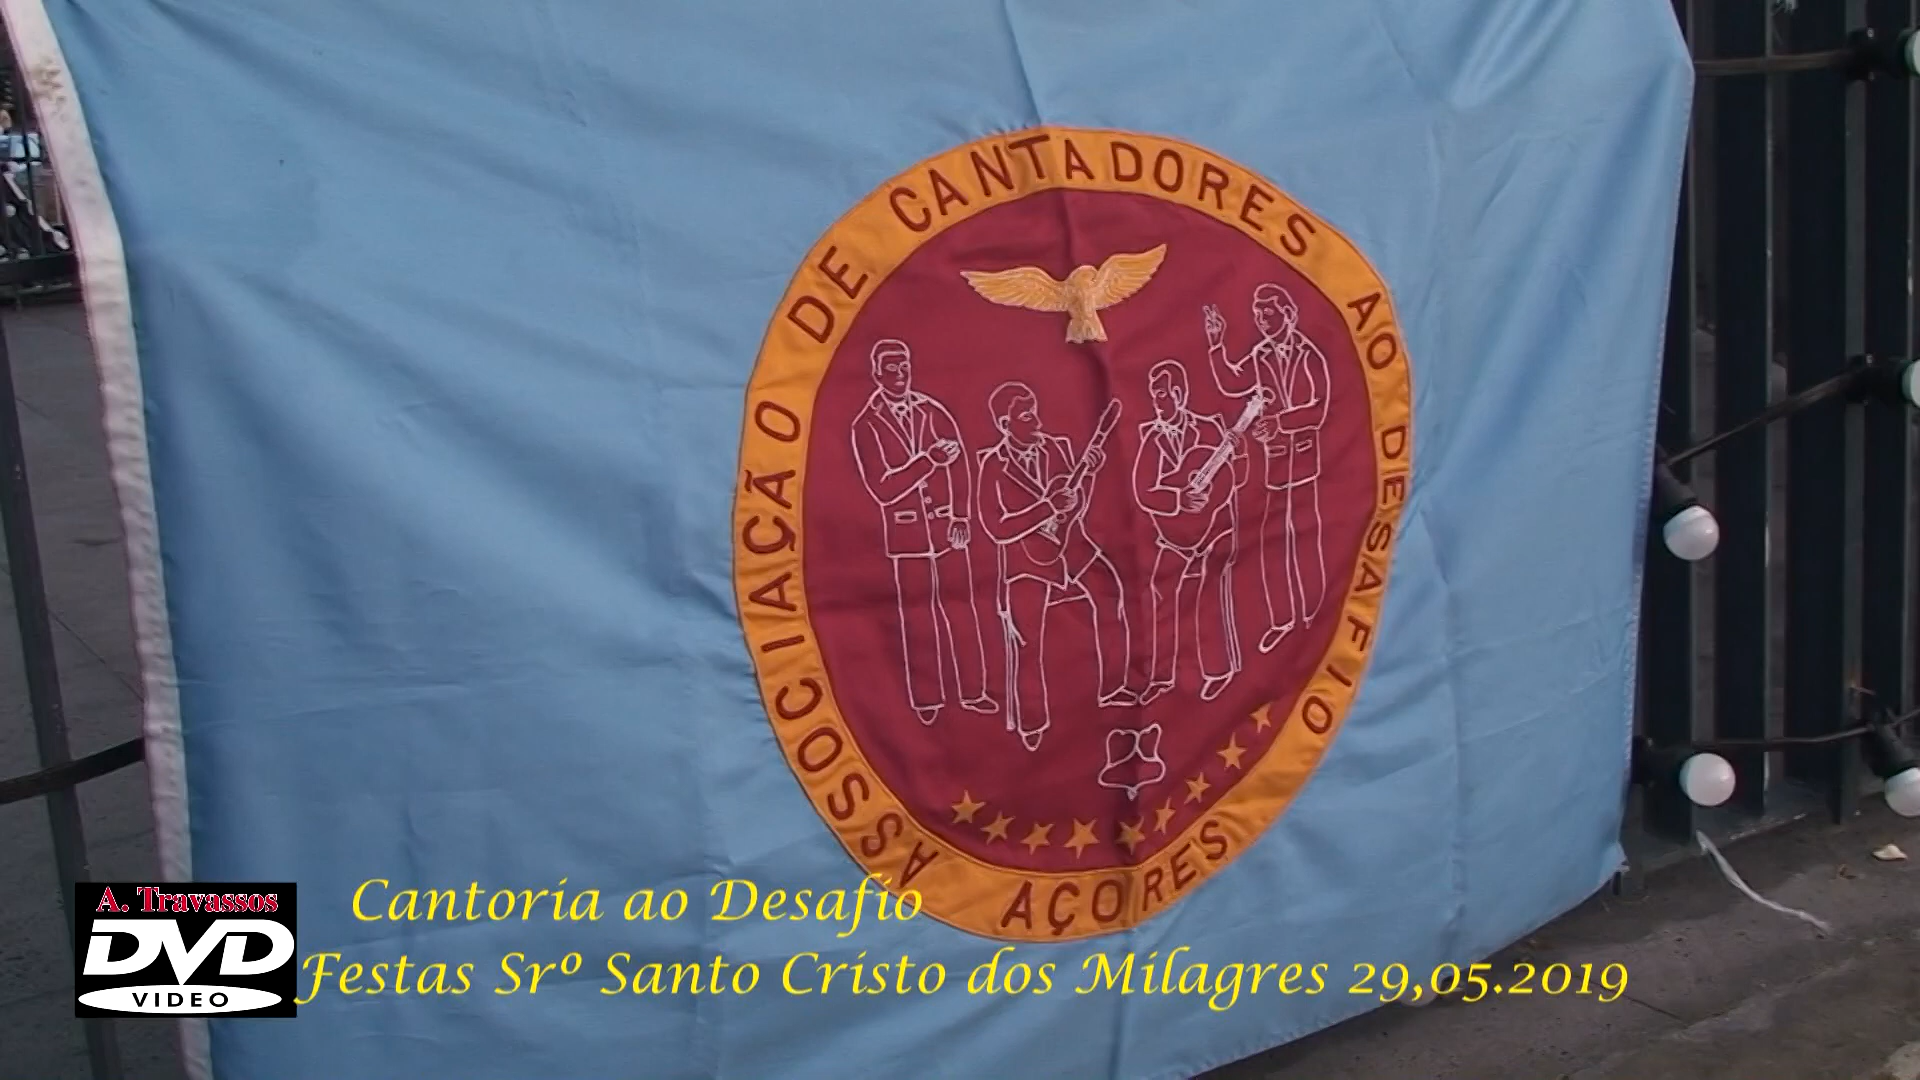 ASSOCIAÇÃO DE CANTADORES AO DESAFIO
AÇORES
A. Travassos
DVD
VIDEO
Cantoria ao Desafio
Festas Srº Santo Cristo dos Milagres 29,05.2019